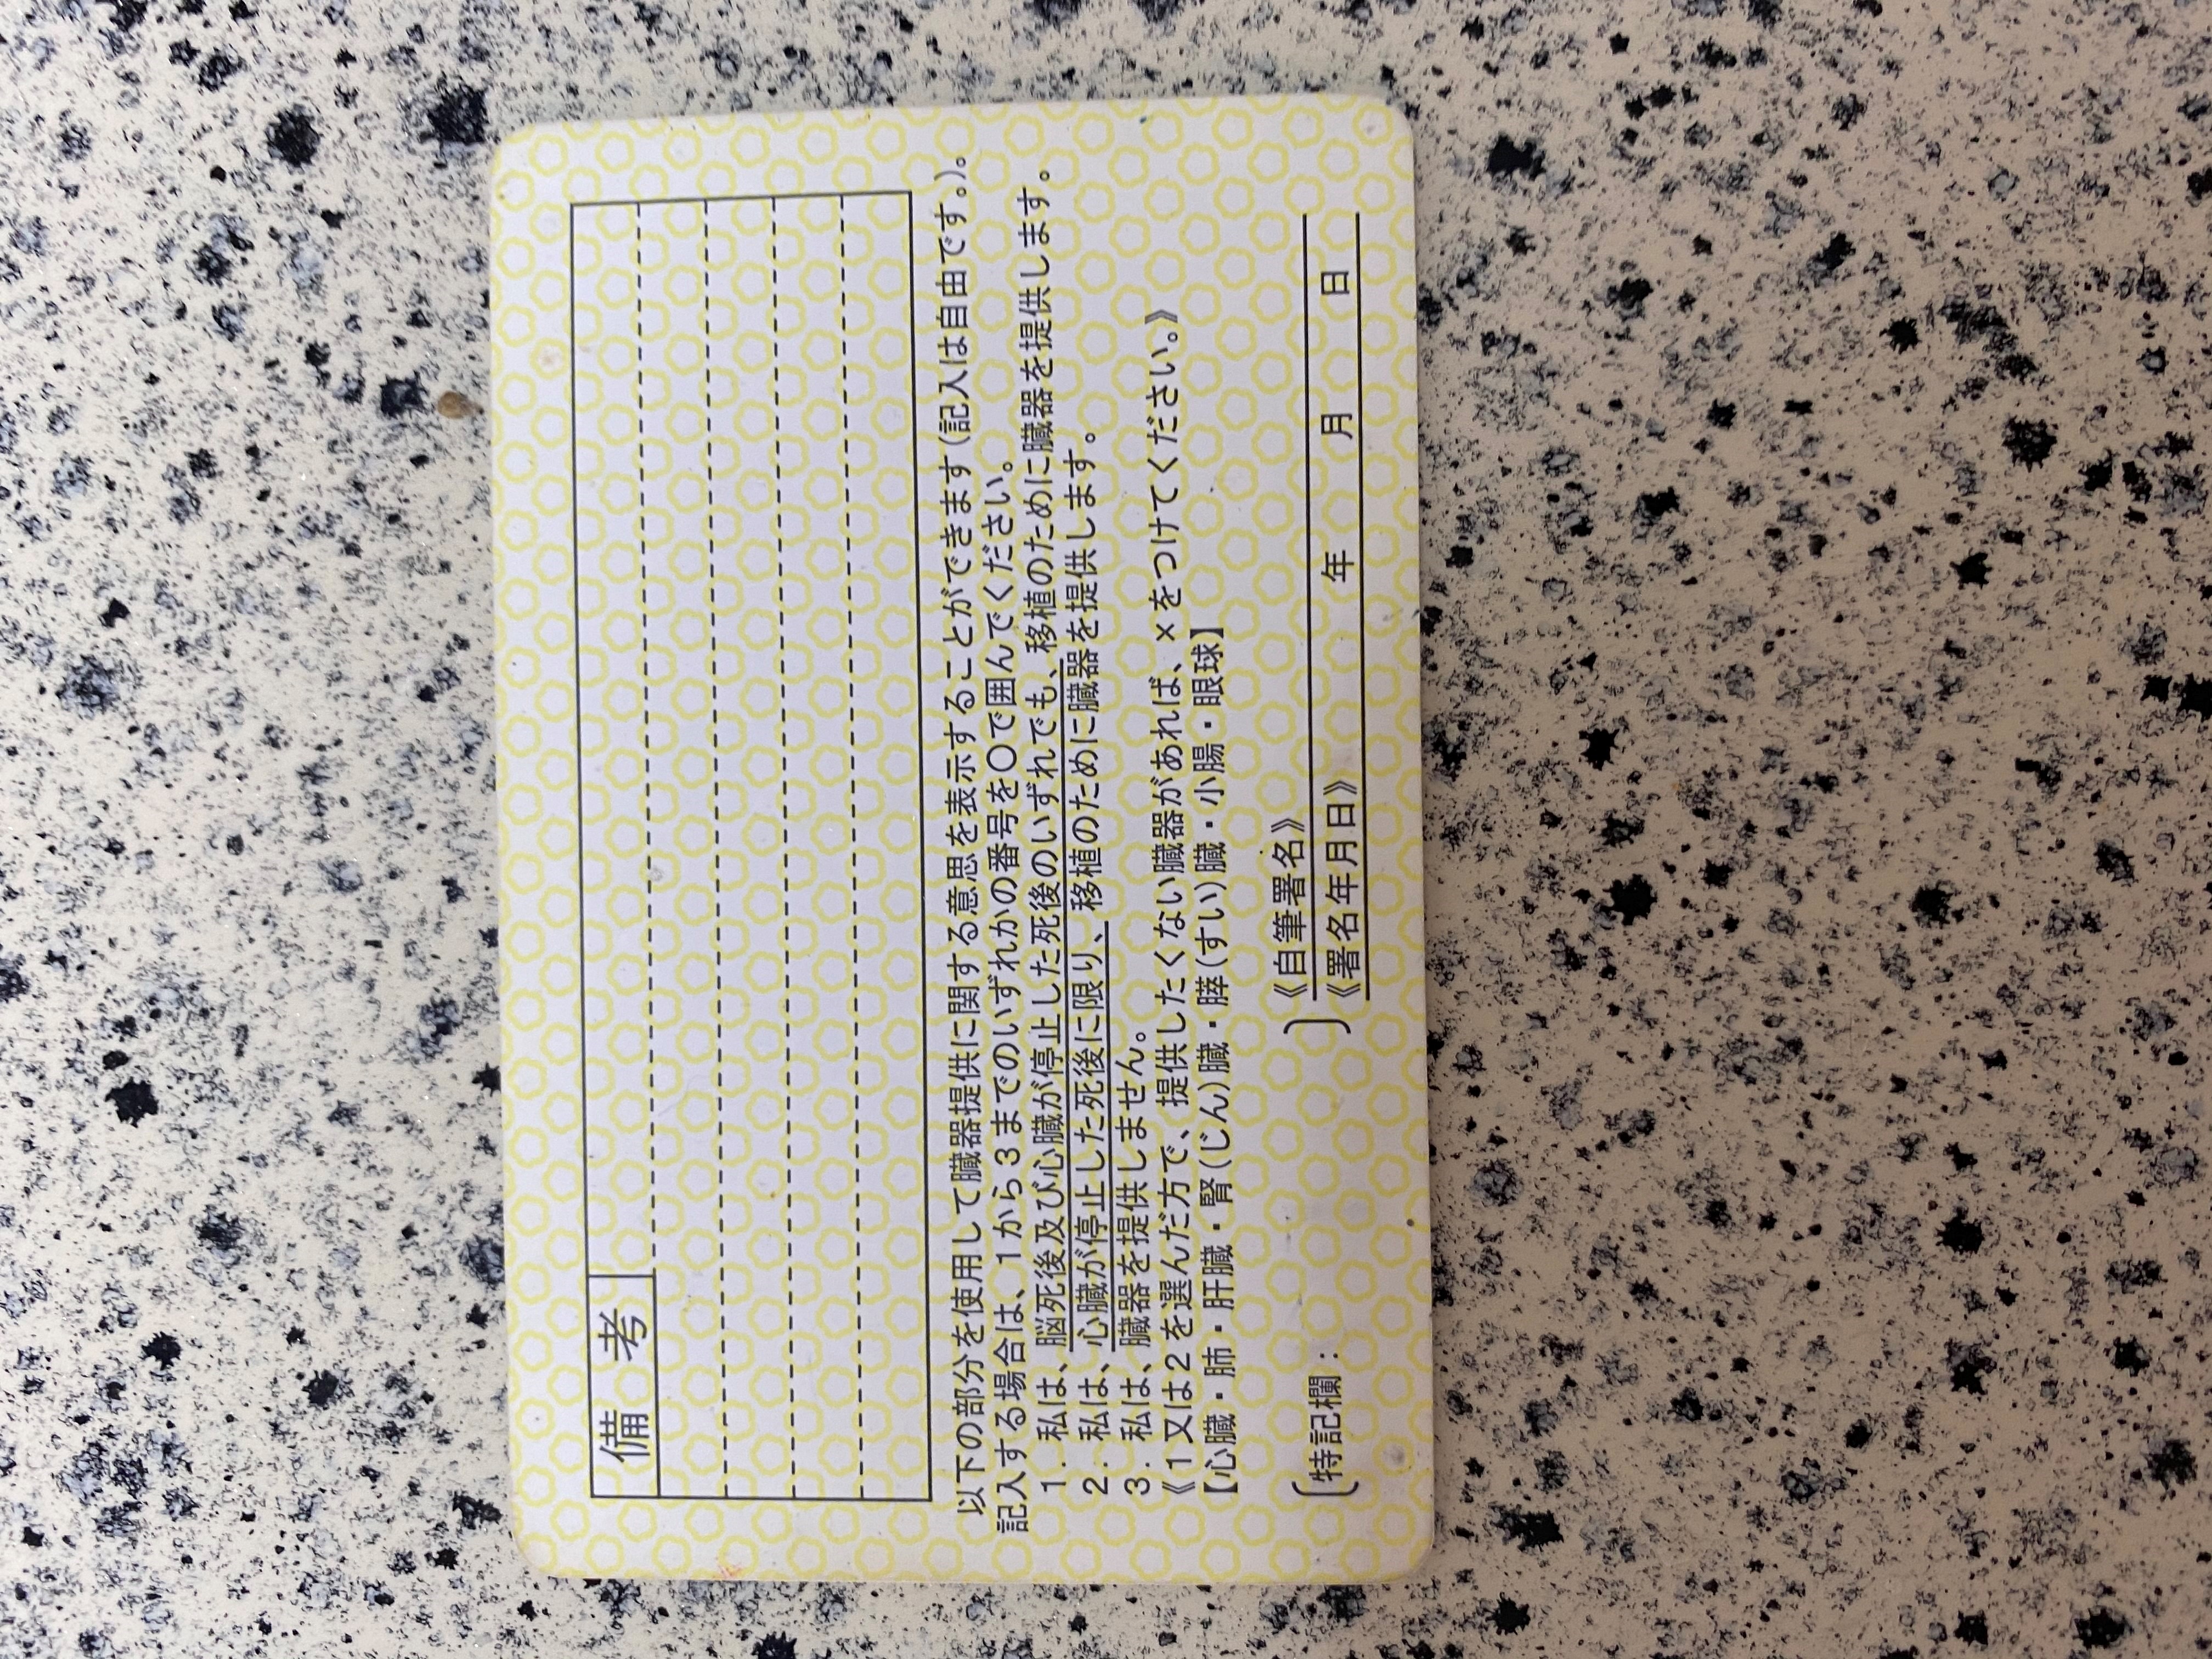 備考
以下の部分を使用して臓器提供に関する意思を表示することができます(記入は自由です。)。
記入する場合は、1から3までのいずれかの番号を〇で囲んでください。
1. 私は、脳死後及び心臓が停止した死後のいずれでも、移植のために臓器を提供します。
2. 私は、心臓が停止した死後に限り、移植のために臓器を提供します。
3. 私は、臓器を提供しません。
《1又は2を選んだ方で、提供したくない臓器があれば、×をつけてください。》
【心臓・肺・肝臓・腎(じん)臓・膵(すい)臓・小腸・眼球】
〔特記欄: 〕
《自筆署名》
《署名年月日》 年 月 日